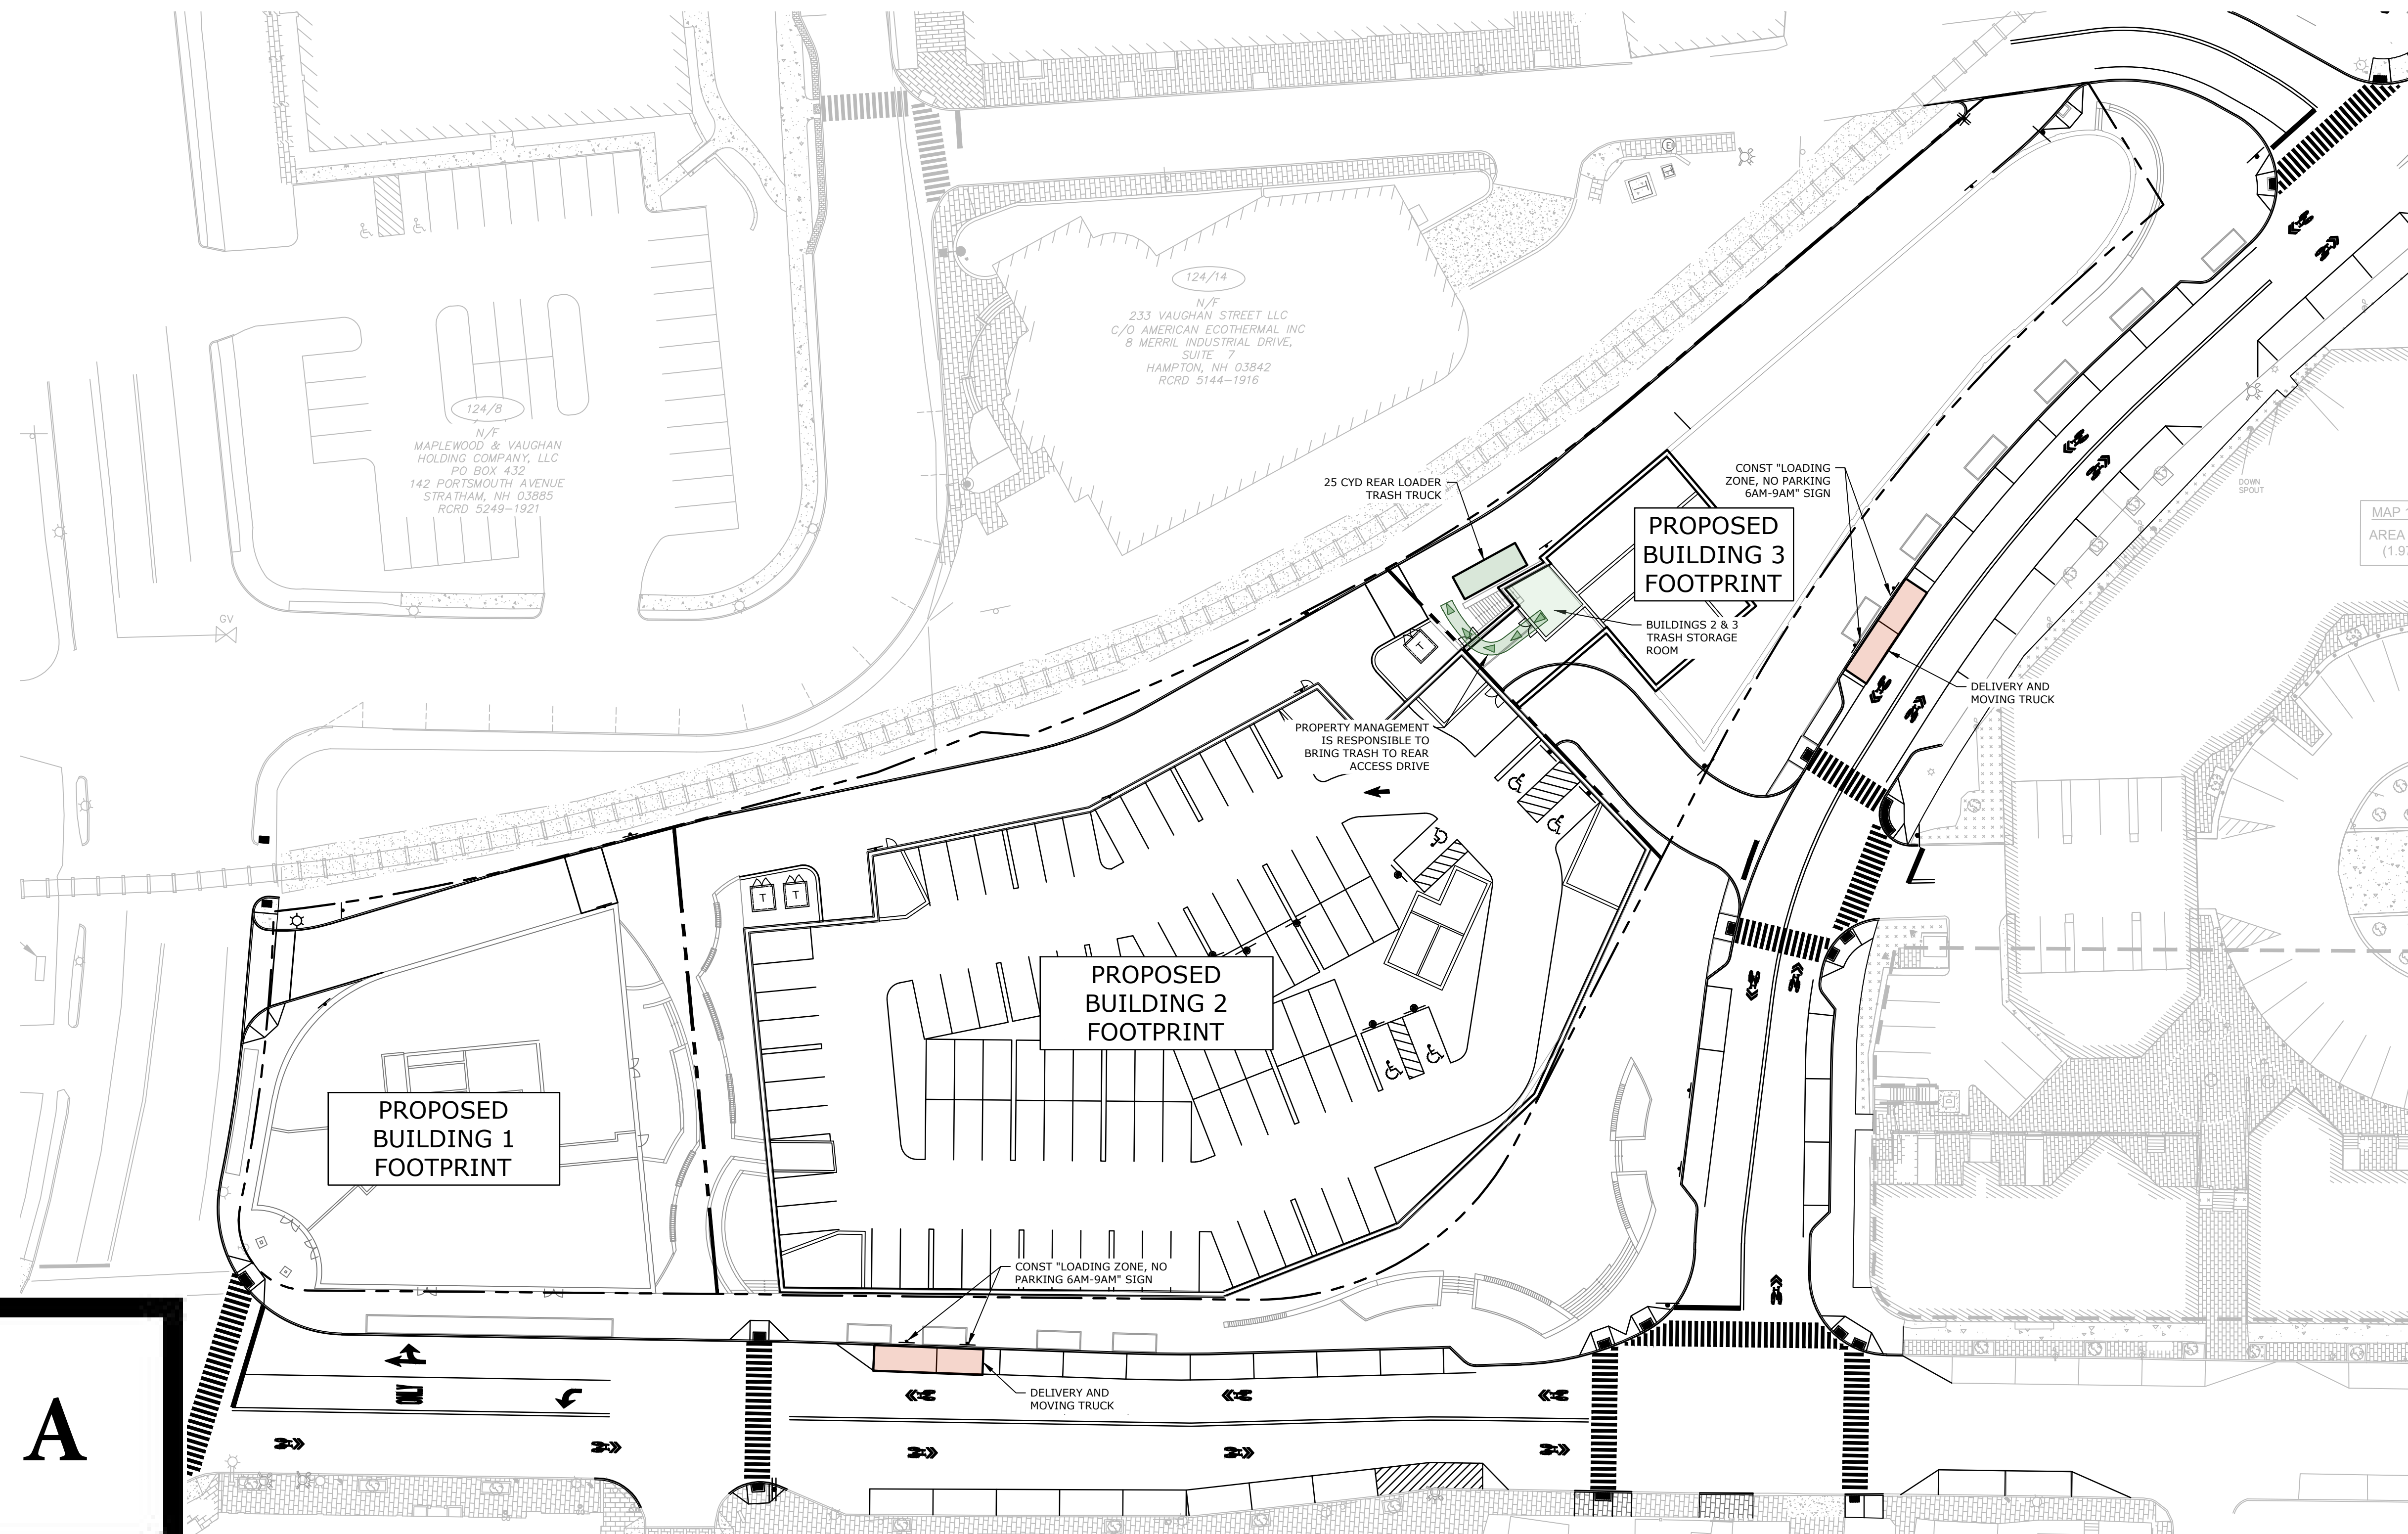 124/14
N/F
233 VAUGHAN STREET LLC
C/O AMERICAN ECOTHERMAL INC
8 MERRIL INDUSTRIAL DRIVE,
SUITE 7
HAMPTON, NH 03842
RCRD 5144-1916
124/8
N/F
MAPLEWOOD & VAUGHAN
HOLDING COMPANY, LLC
PO BOX 432
142 PORTSMOUTH AVENUE
STRATHAM, NH 03885
RCRD 5249-1921
GV
E
25 CYD REAR LOADER
TRASH TRUCK
CONST "LOADING
ZONE, NO PARKING
6AM-9AM" SIGN
PROPOSED
BUILDING 3
FOOTPRINT
DOWN
SPOUT
MAP
AREA
(1.9
BUILDINGS 2 & 3
TRASH STORAGE
ROOM
T
DELIVERY AND
MOVING TRUCK
PROPERTY MANAGEMENT
IS RESPONSIBLE TO
BRING TRASH TO REAR
ACCESS DRIVE
T
T
PROPOSED
BUILDING 2
FOOTPRINT
PROPOSED
BUILDING 1
FOOTPRINT
CONST "LOADING ZONE, NO
PARKING 6AM-9AM" SIGN
DELIVERY AND
MOVING TRUCK
A